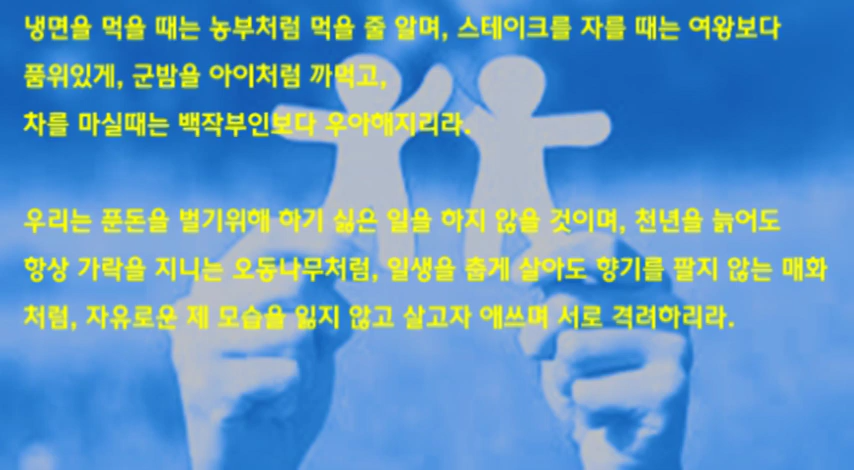 냉면을 먹을 때는 농부처럼 먹을 줄 알며, 스테이크를 자를 때는 여왕보다
품위있게, 군밤을 아이처럼 까먹고,
차를 마실때는 백작부인보다 우아해지리라.
우리는 푼돈을 벌기위해 하기 싫은 일을 하지 않을 것이며, 천년을 늙어도
항상 가락을 지니는 오동나무처럼, 일생을 춥게 살아도 향기를 팔지 않는 매화
처럼, 자유로운 제 모습을 잃지 않고 살고자 애쓰며 서로 격려하리라.